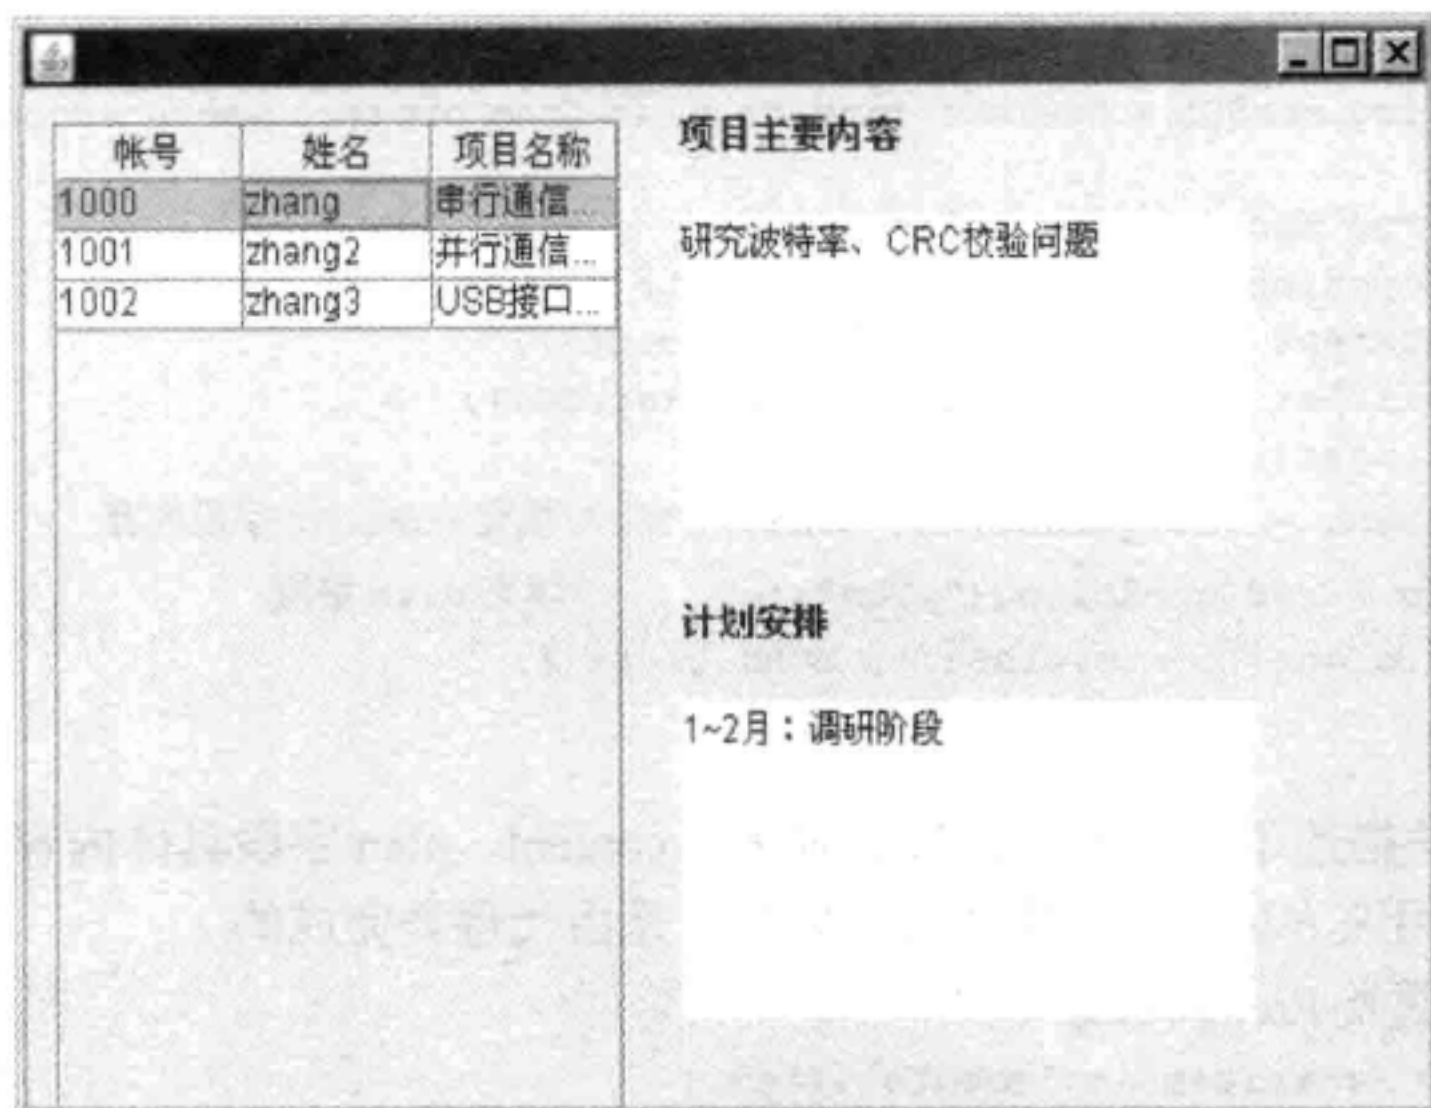 帐号 姓名 项目名称
1000 zhang 串行通信...
1001 zhang2 并行通信...
1002 zhang3 USB接口...
项目主要内容
研究波特率、CRC校验问题
计划安排
1~2月：调研阶段